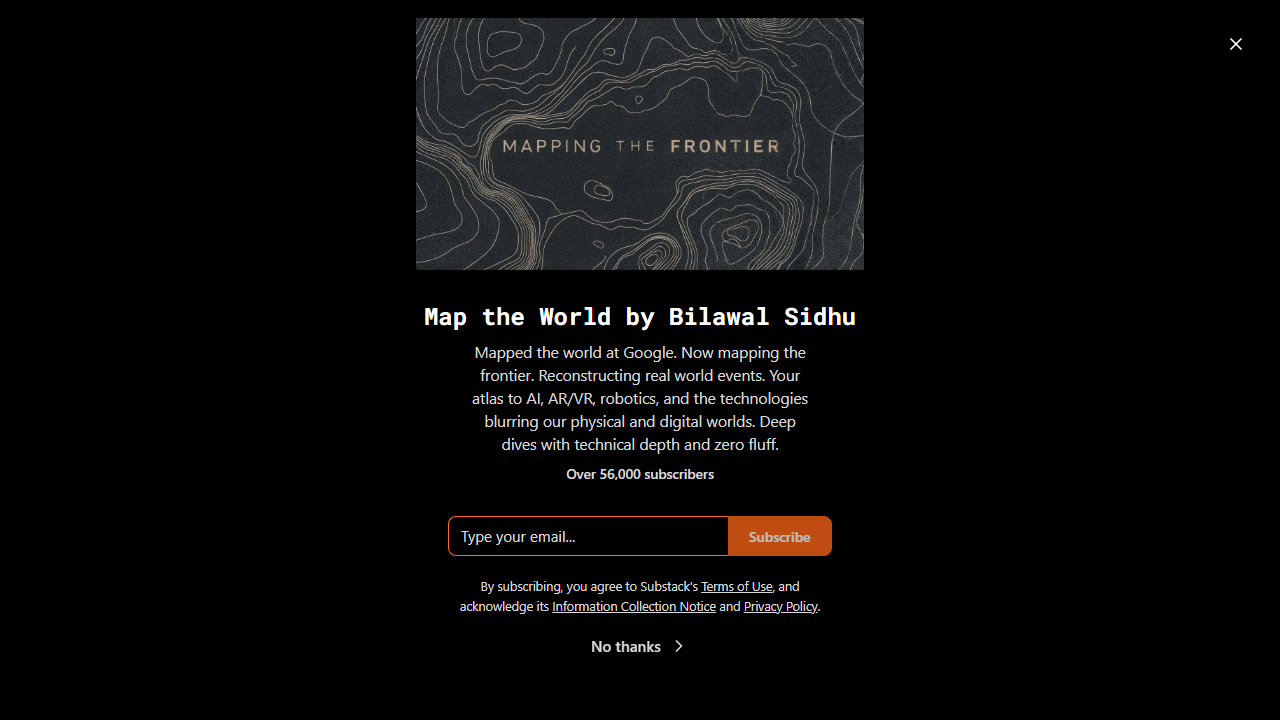 MAPPING THE FRONTIER
Map the World by Bilawal Sidhu
Mapped the world at Google. Now mapping the
frontier. Reconstructing real world events. Your
atlas to AI, AR/VR, robotics, and the technologies
blurring our physical and digital worlds. Deep
dives with technical depth and zero fluff.
Over 56,000 subscribers
Type your email...
Subscribe
By subscribing, you agree to Substack's Terms of Use, and
acknowledge its Information Collection Notice and Privacy Policy.
No thanks